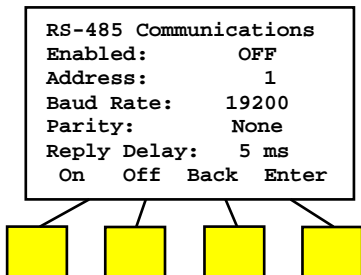 RS-485 Communications
Enabled: OFF
Address: 1
Baud Rate: 19200
Parity: None
Reply Delay: 5 ms
On Off Back Enter